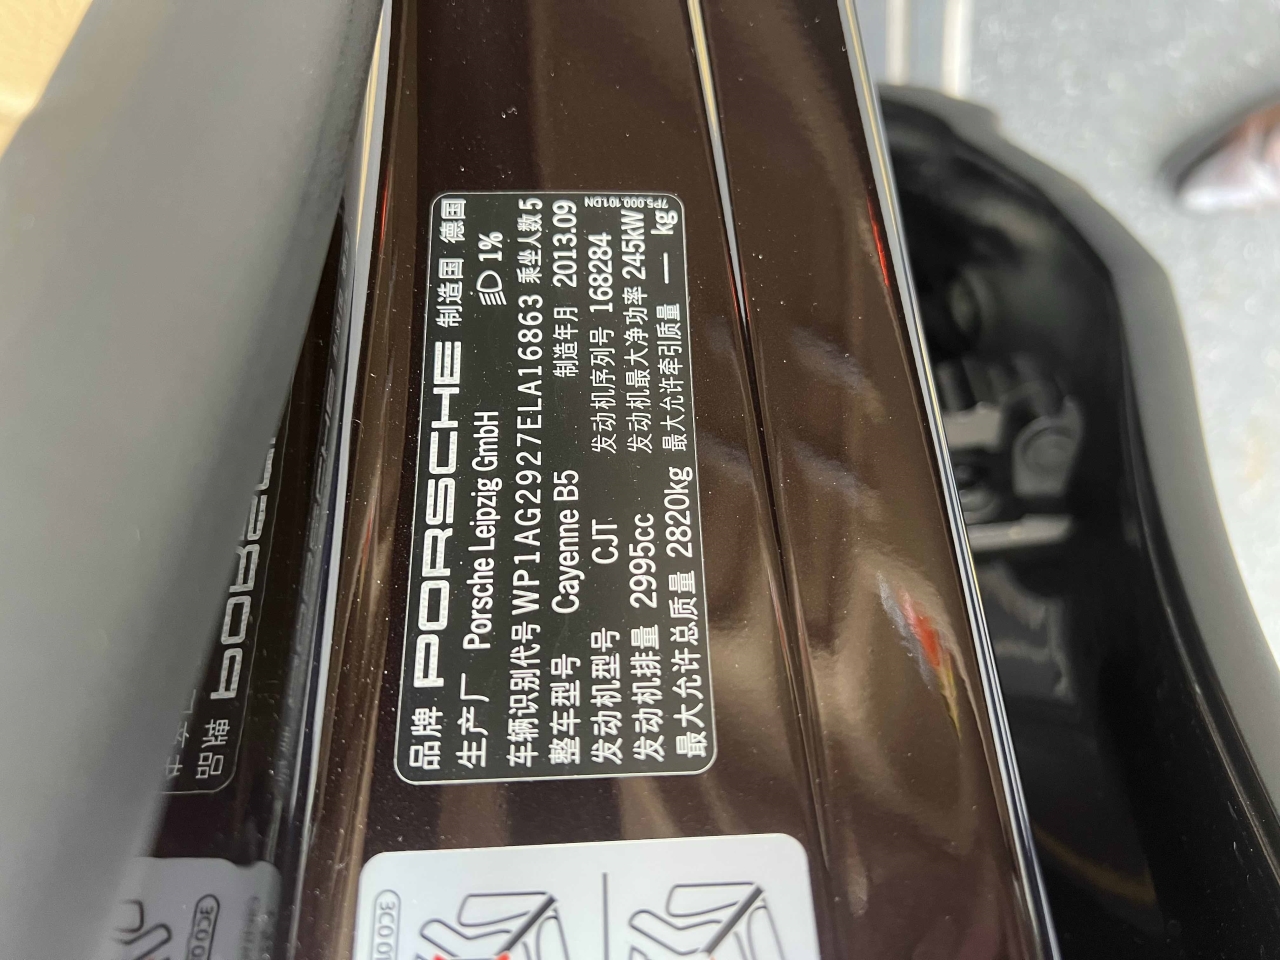 品牌 PORSCHE 制造国 德国
生产厂 Porsche Leipzig GmbH 1%
车辆识别代号 WP1AG2927ELA16863 乘坐人数 5
整车型号 Cayenne B5 制造年月 2013.09
发动机型号 CJT 发动机序列号 168284
发动机排量 2995cc 发动机最大净功率 245kW
最大允许总质量 2820kg 最大允许牵引质量 — kg
7P5.000.101.DN